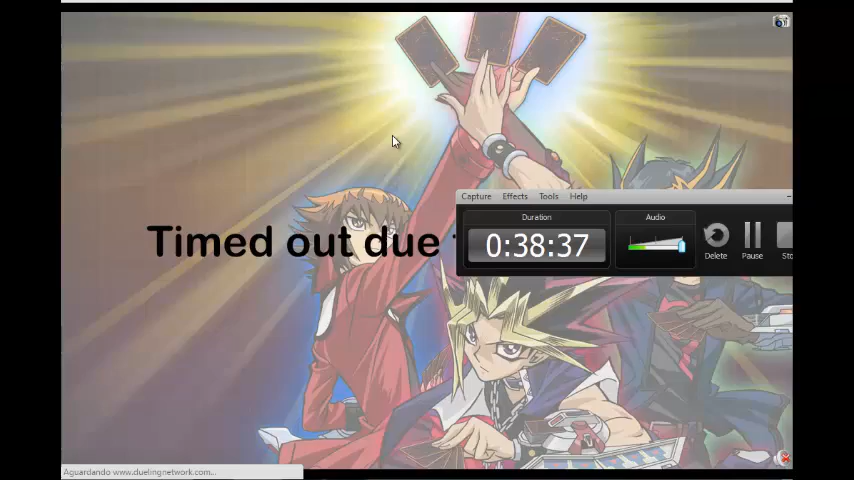 Capture Effects Tools Help
Duration
Audio
0:38:37
Delete
Pause
Timed out due
Aguardando www.duelingnetwork.com...